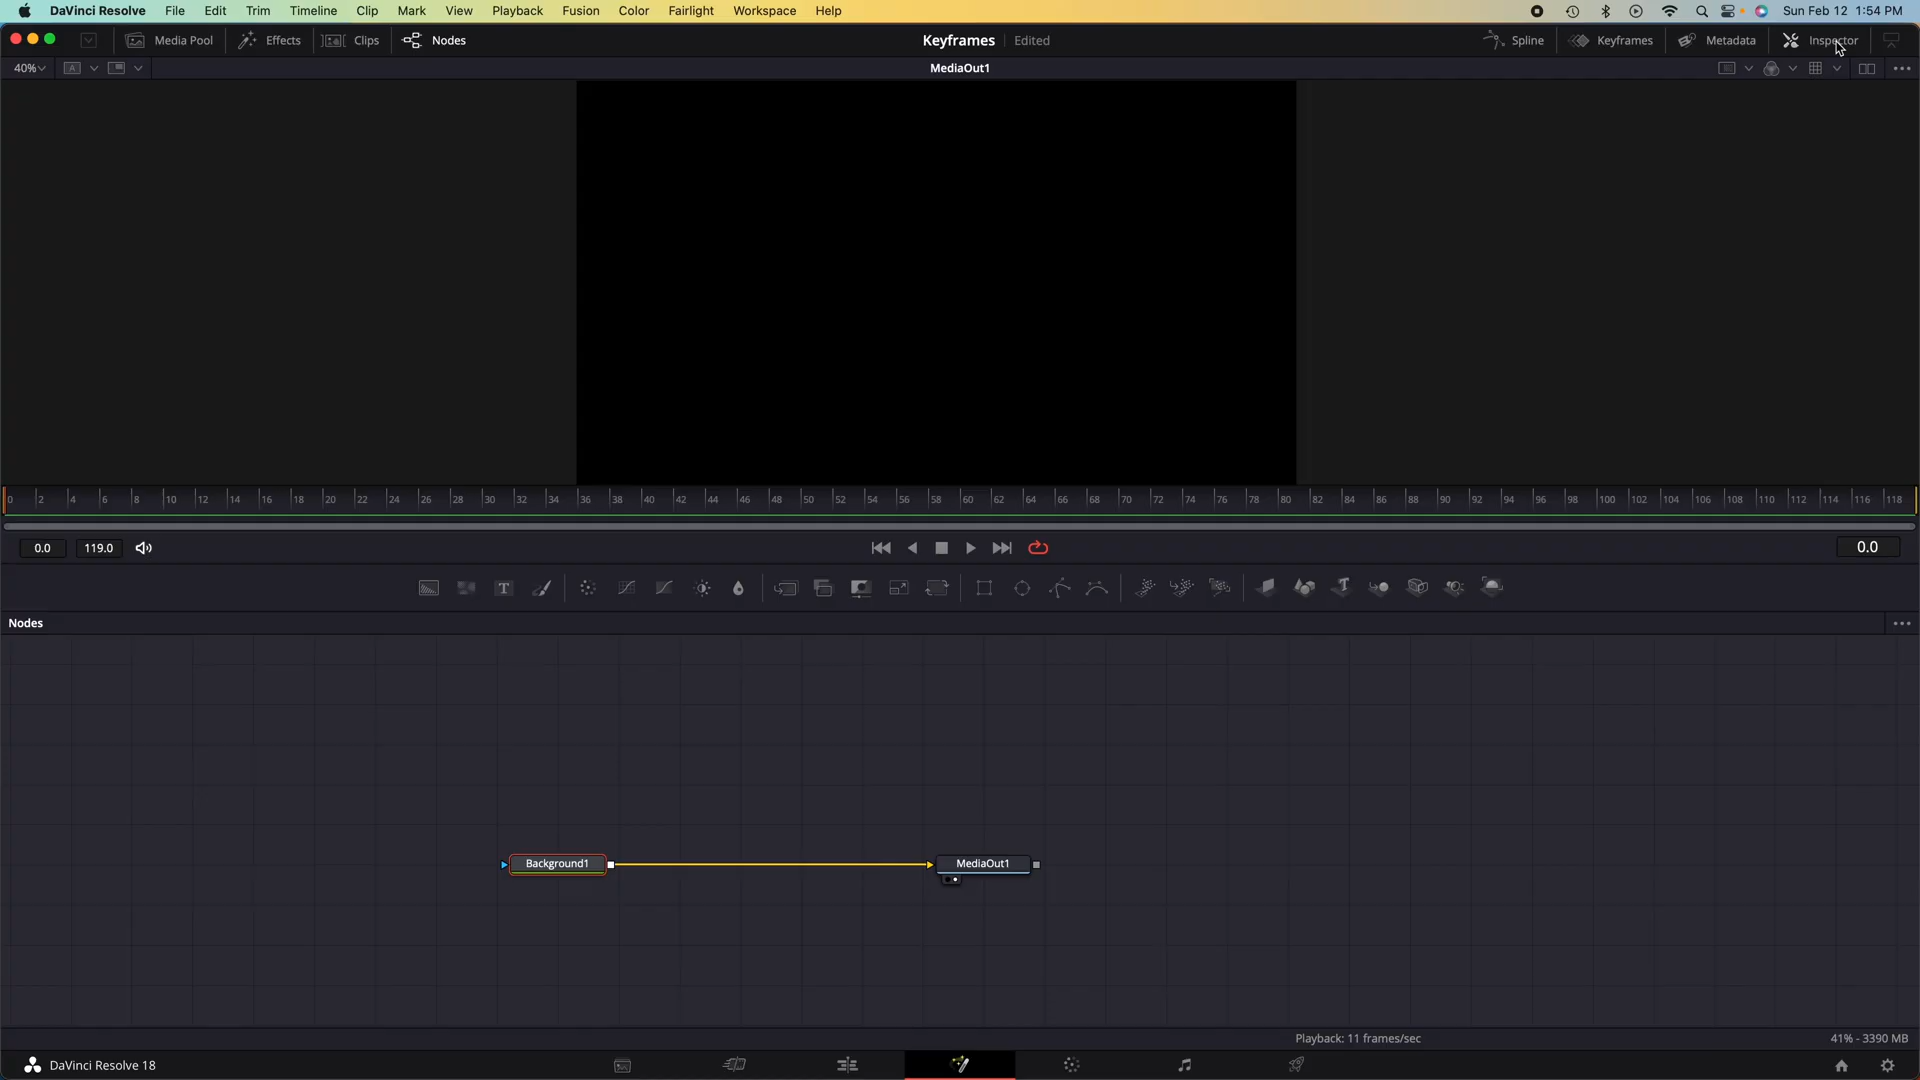 DaVinci Resolve File Edit Trim Timeline Clip Mark View Playback Fusion Color Fairlight Workspace Help Sun Feb 12 1:54 PM
Media Pool Effects Clips Nodes Keyframes Edited Spline Keyframes Metadata Inspector
40% A MediaOut1
0 2 4 6 8 10 12 14 16 18 20 22 24 26 28 30 32 34 36 38 40 42 44 46 48 50 52 54 56 58 60 62 64 66 68 70 72 74 76 78 80 82 84 86 88 90 92 94 96 98 100 102 104 106 108 110 112 114 116 118
0.0 119.0 0.0
T T
Nodes
Background1 MediaOut1
Playback: 11 frames/sec 41% - 3390 MB
DaVinci Resolve 18